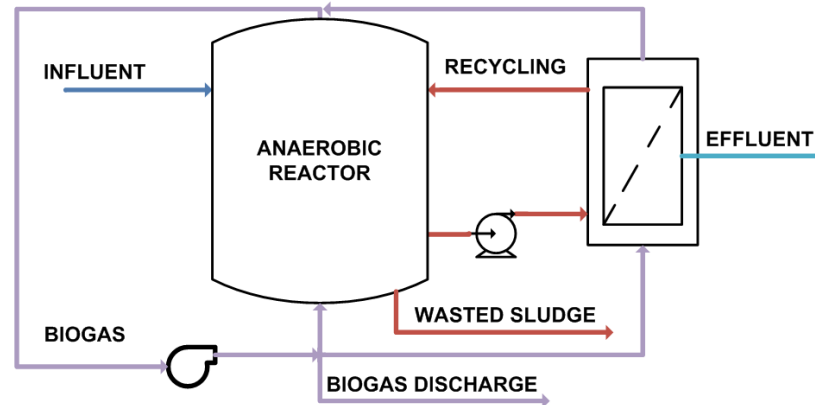 INFLUENT
RECYCLING
ANAEROBIC
REACTOR
EFFLUENT
WASTED SLUDGE
BIOGAS
BIOGAS DISCHARGE